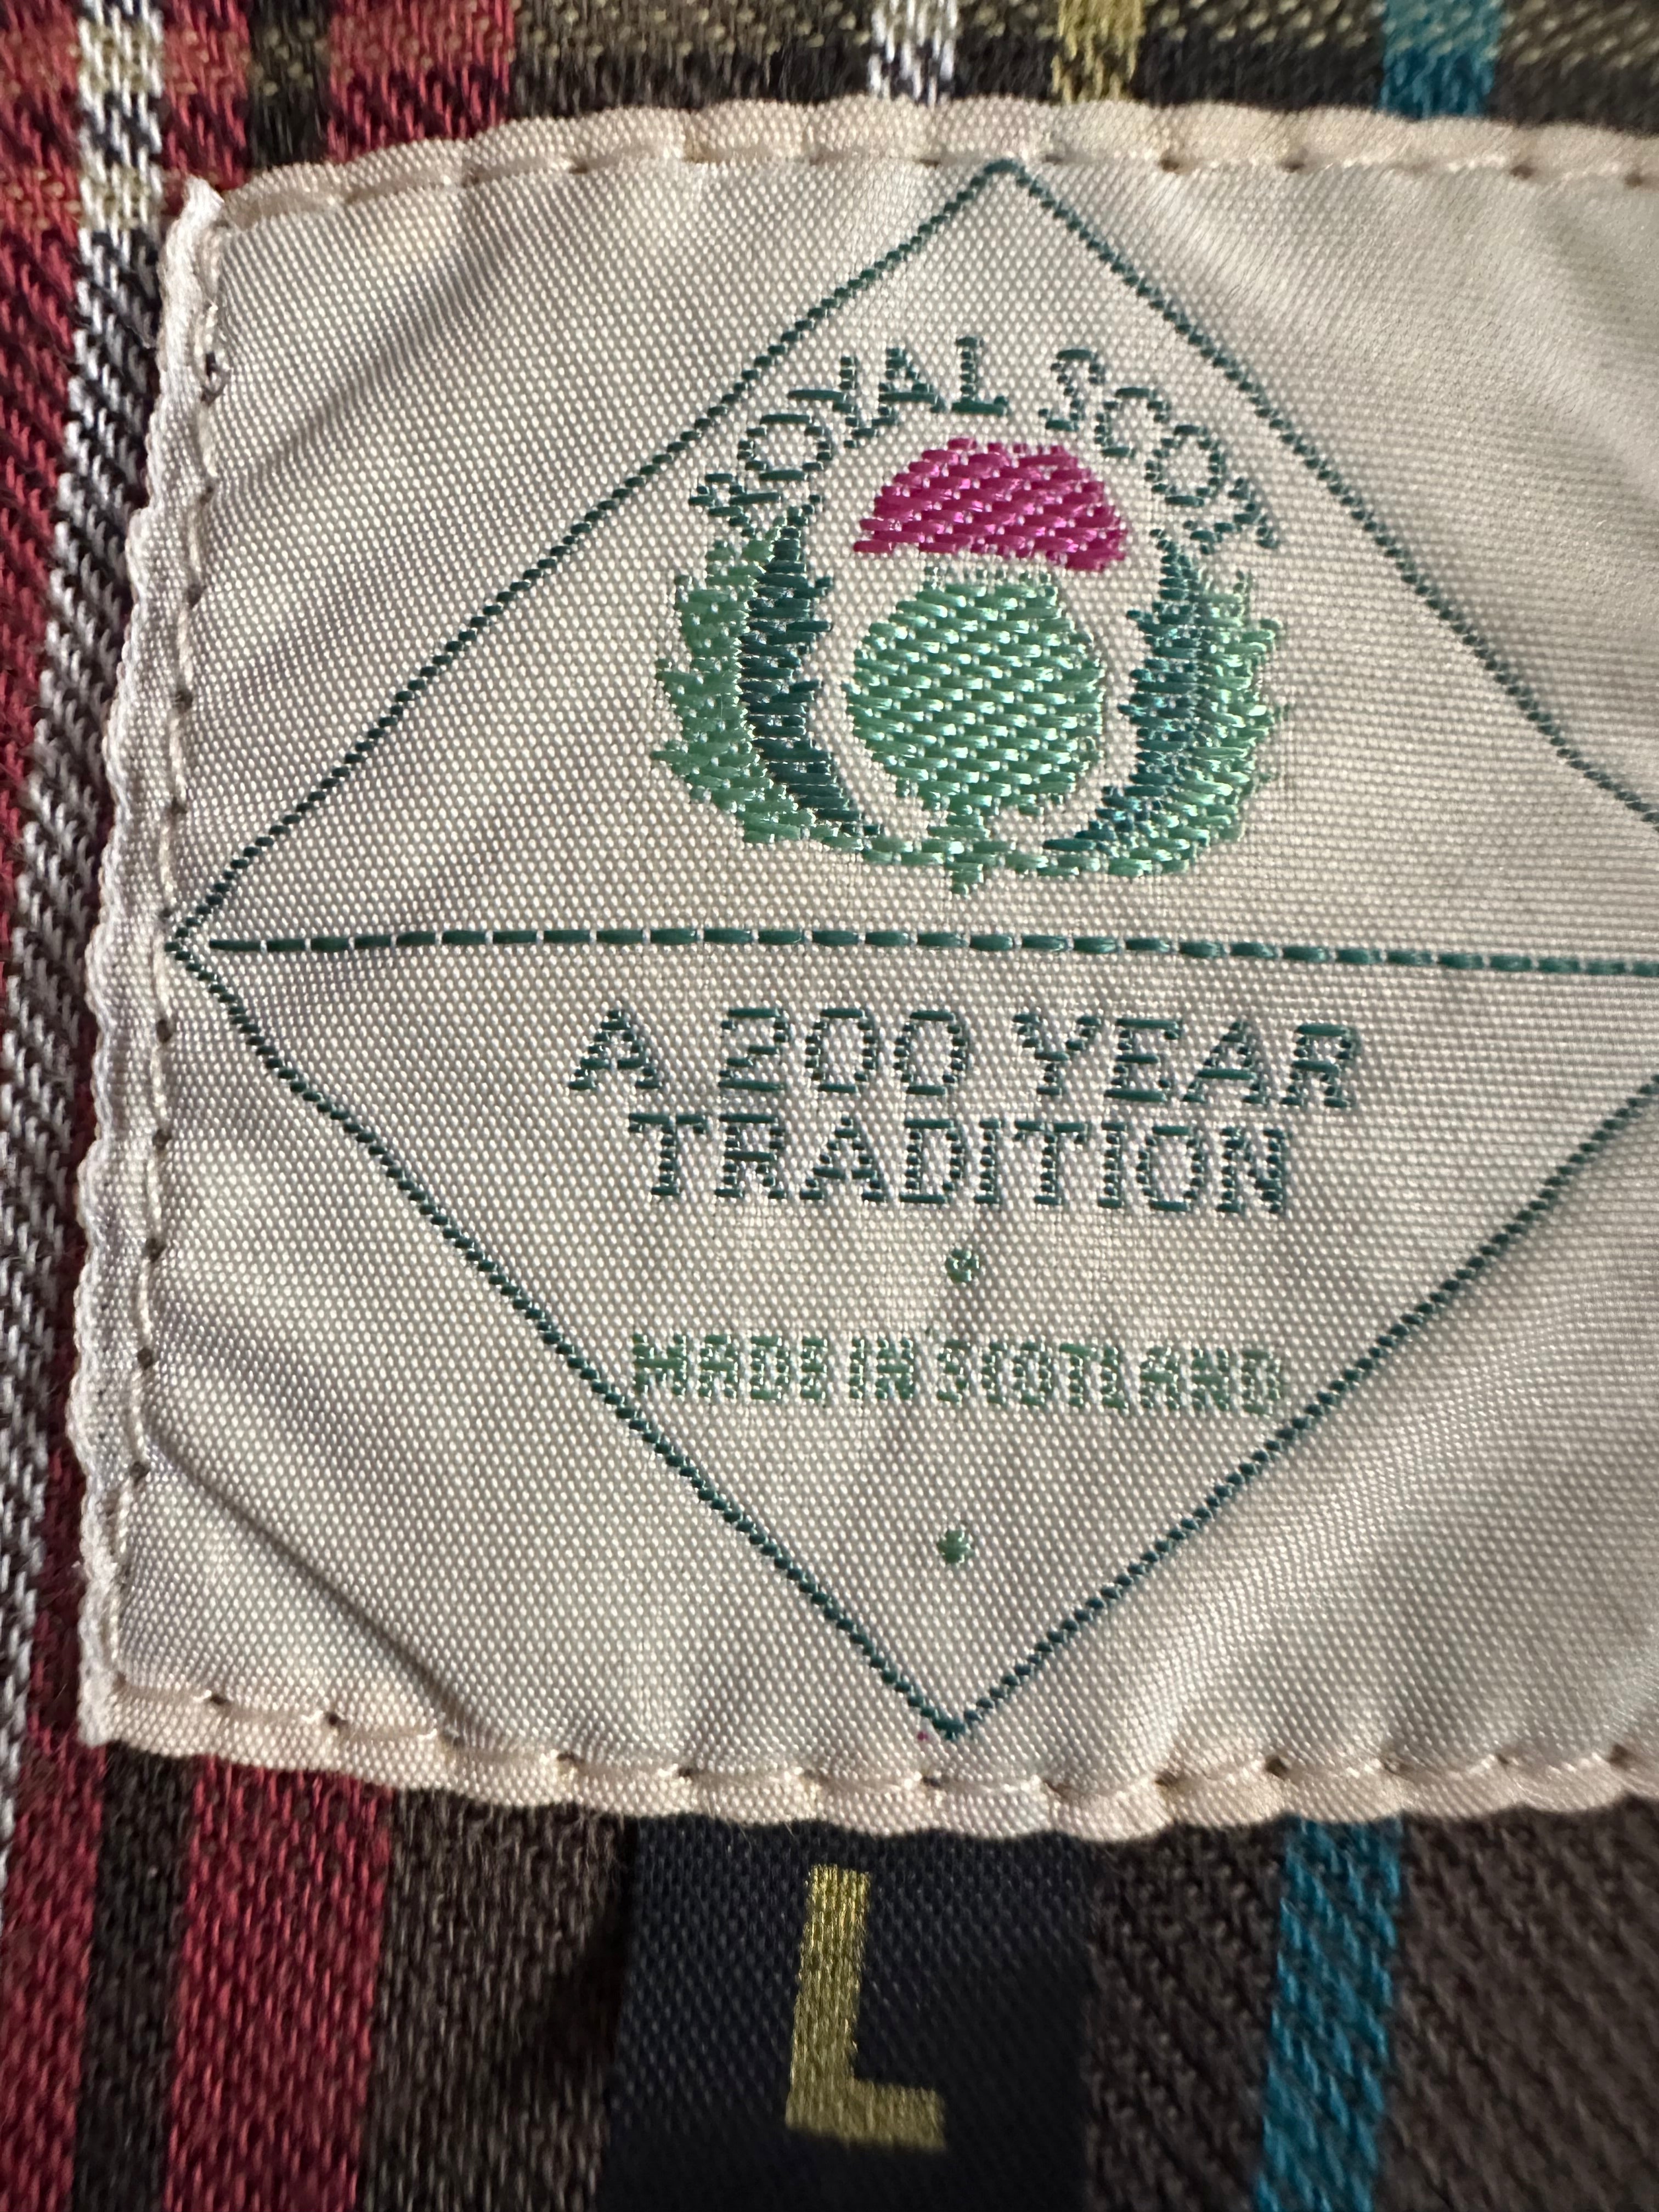 ROYAL SCOT
A 200 YEAR
TRADITION
MADE IN SCOTLAND
L